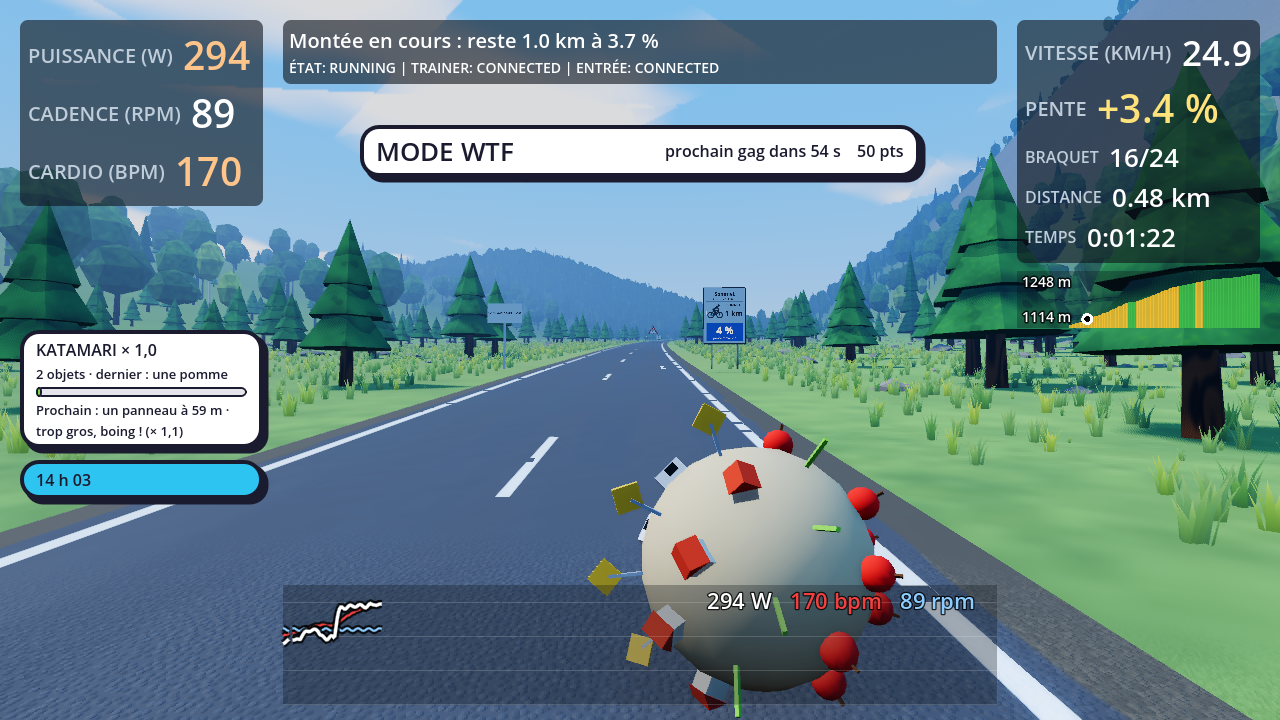 PUISSANCE (W) 294
CADENCE (RPM) 89
CARDIO (BPM) 170
Montée en cours : reste 1.0 km à 3.7 %
ÉTAT: RUNNING | TRAINER: CONNECTED | ENTRÉE: CONNECTED
MODE WTF prochain gag dans 54 s 50 pts
VITESSE (KM/H) 24.9
PENTE +3.4 %
BRAQUET 16/24
DISTANCE 0.48 km
TEMPS 0:01:22
1248 m
1114 m
Sommet
1 km
4 %
KATAMARI × 1,0
2 objets · dernier : une pomme
Prochain : un panneau à 59 m ·
trop gros, boing ! (× 1,1)
14 h 03
294 W 170 bpm 89 rpm